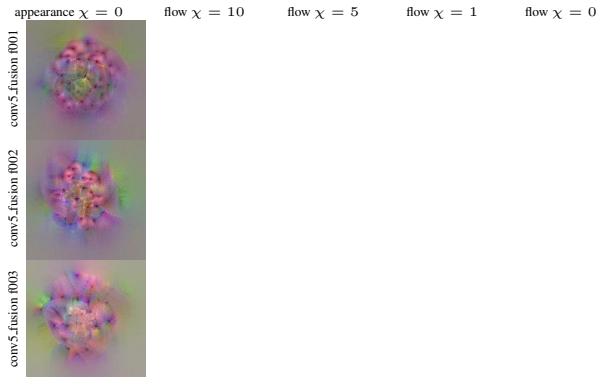 appearance χ = 0 flow χ = 10 flow χ = 5 flow χ = 1 flow χ = 0
conv5_fusion f001
conv5_fusion f002
conv5_fusion f003